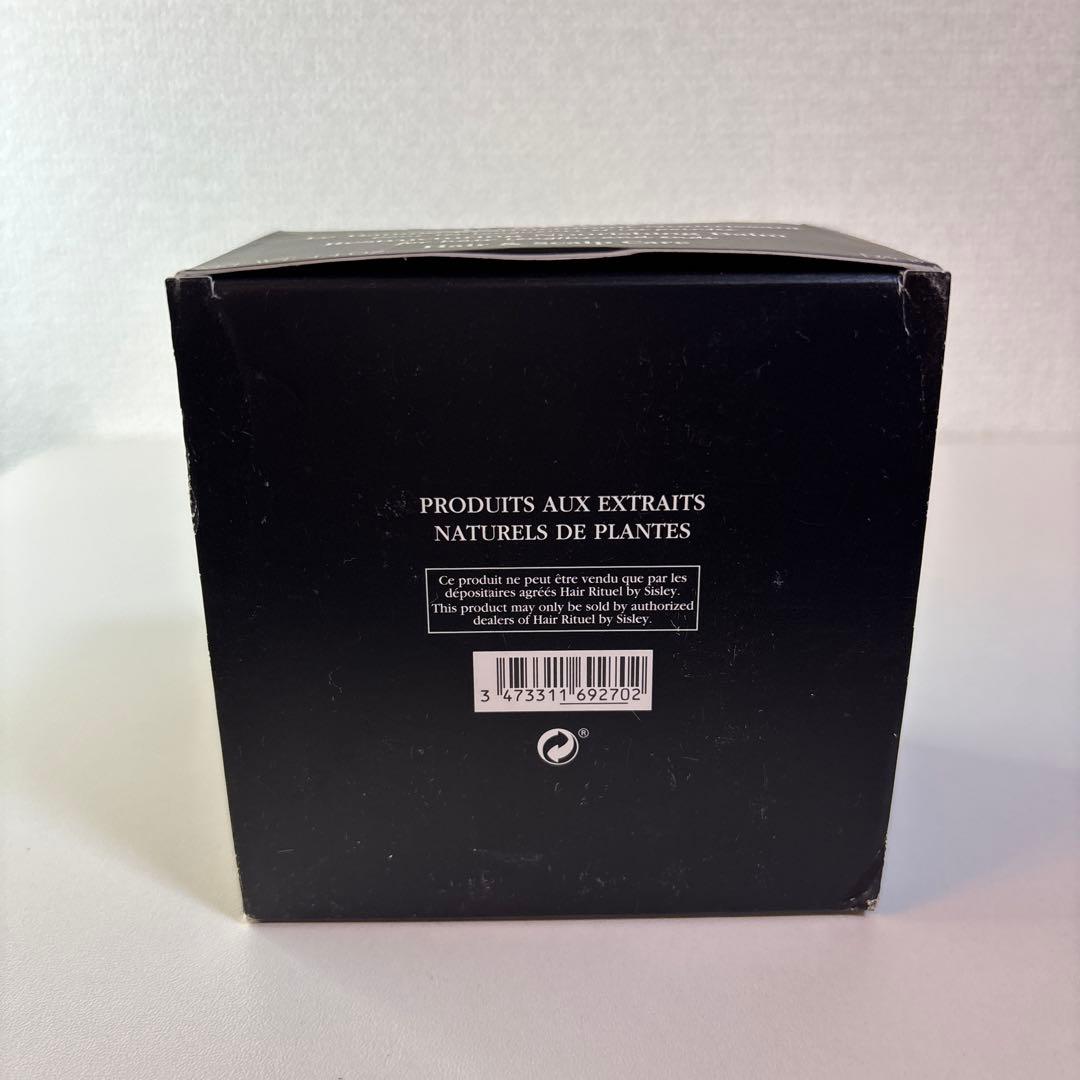 PRODUITS AUX EXTRAITS
NATURELS DE PLANTES
Ce produit ne peut être vendu que par les
dépositaires agréés Hair Rituel by Sisley.
This product may only be sold by authorized
dealers of Hair Rituel by Sisley.
3 473311 692702
®